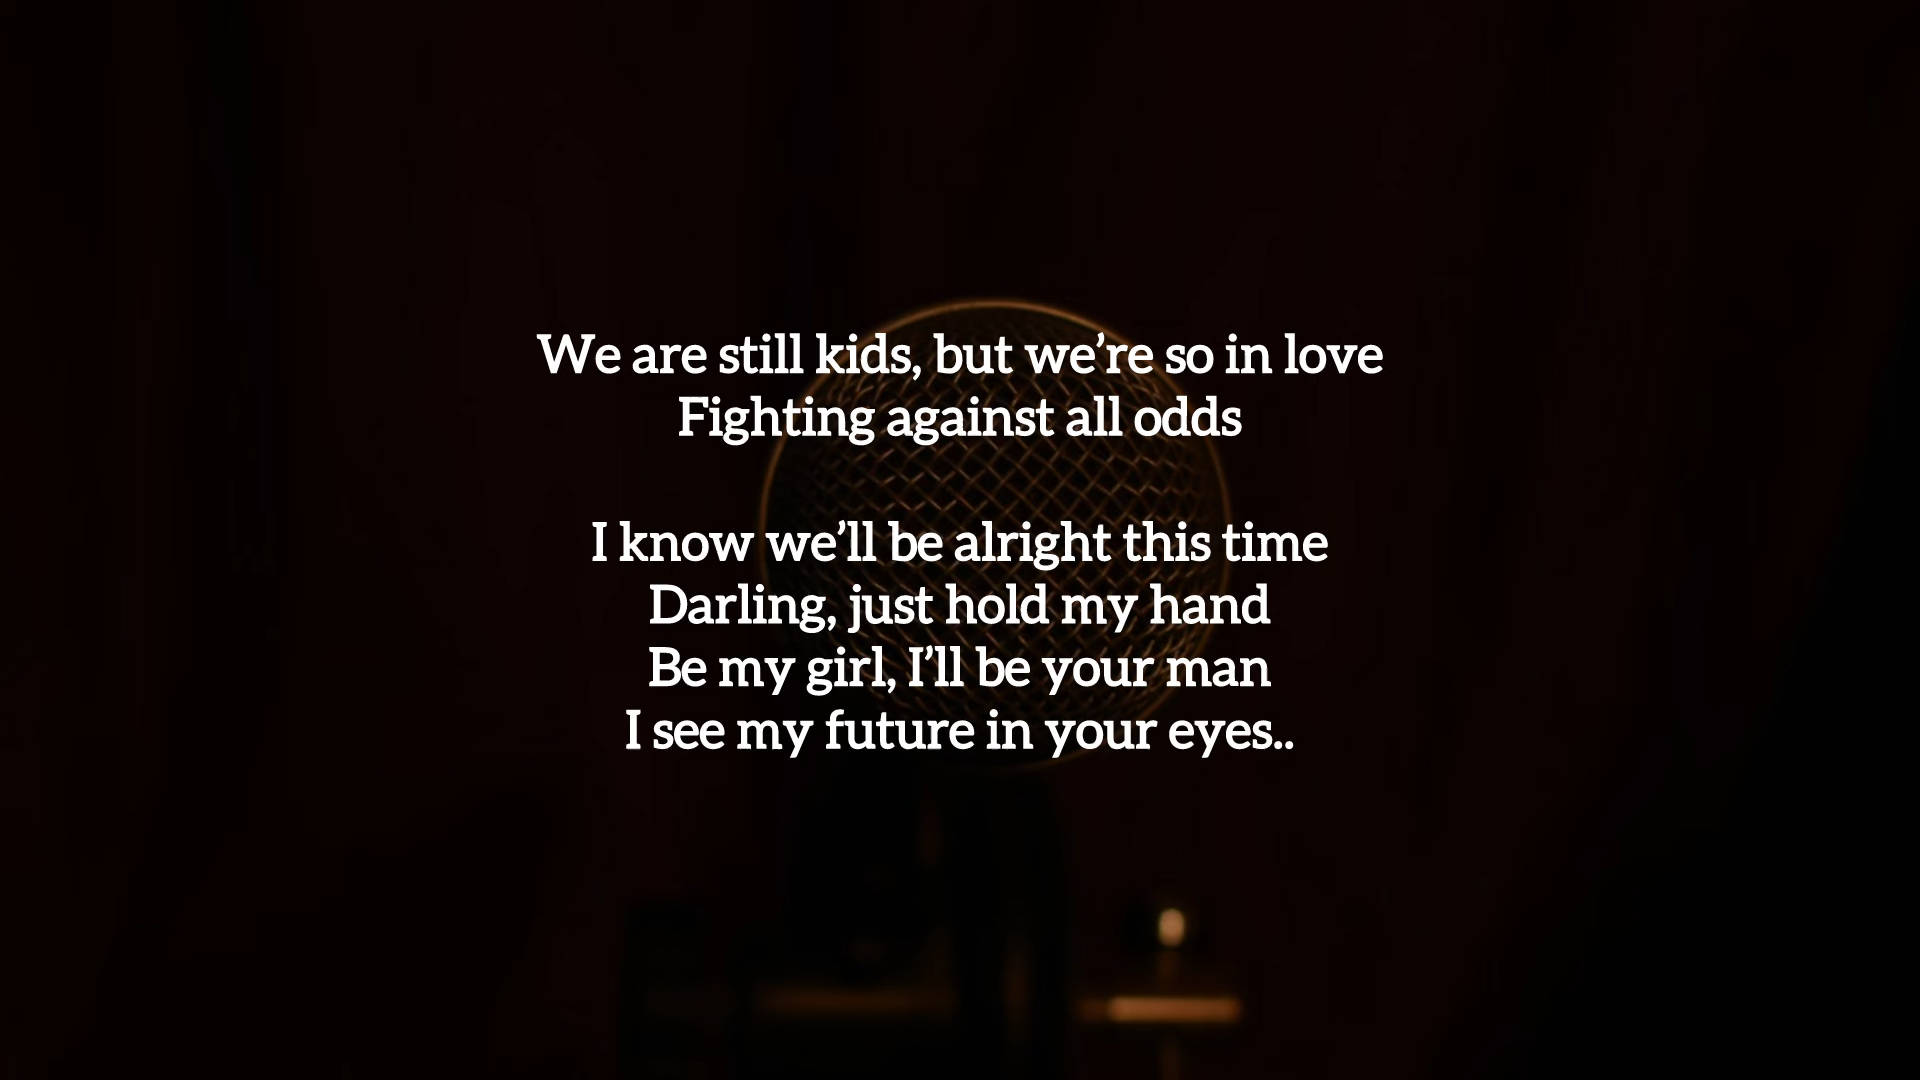 We are still kids, but we’re so in love
Fighting against all odds
I know we’ll be alright this time
Darling, just hold my hand
Be my girl, I’ll be your man
I see my future in your eyes..